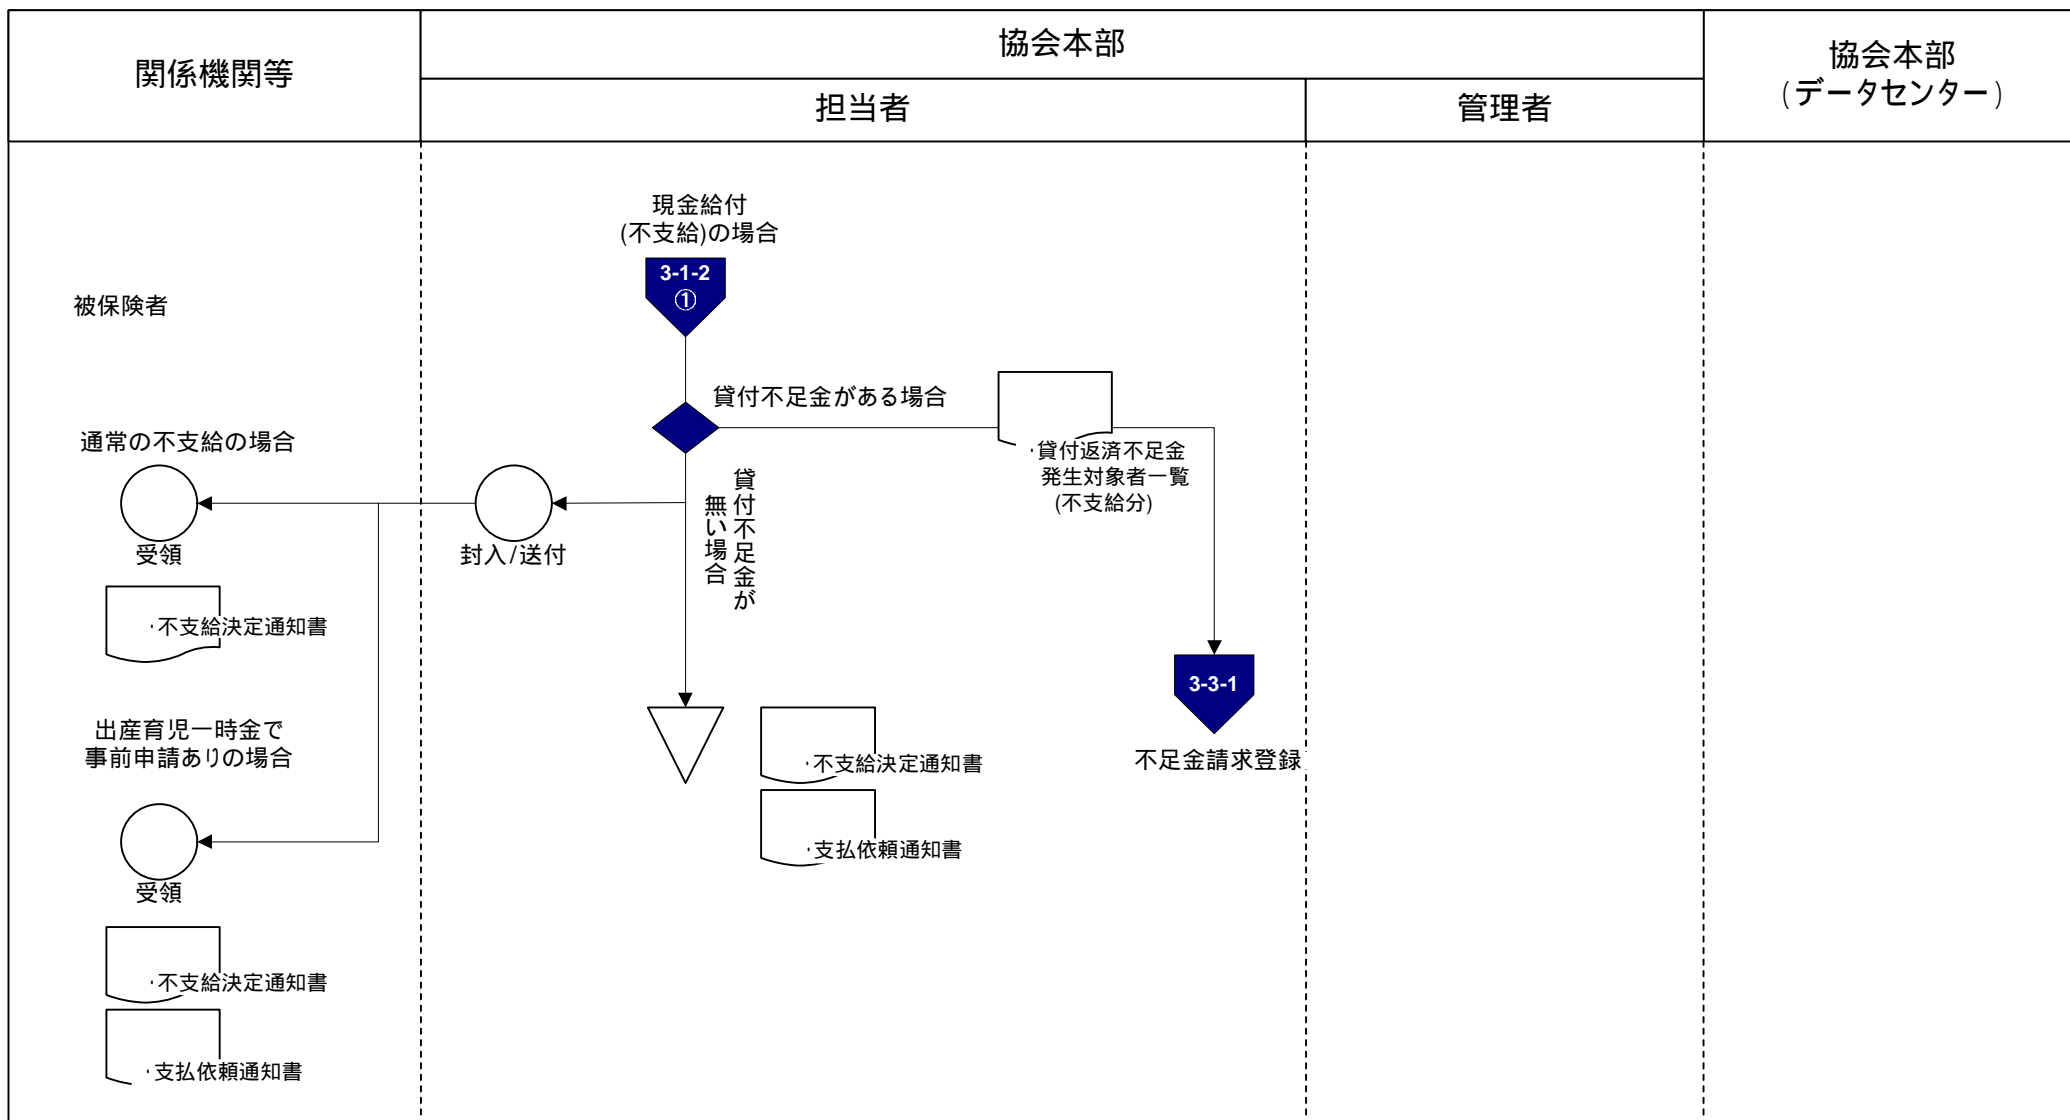 関係機関等
協会本部
担当者
管理者
協会本部
(データセンター)
現金給付
(不支給)の場合
3-1-2
①
被保険者
貸付不足金がある場合
・貸付返済不足金
発生対象者一覧
(不支給分)
通常の不支給の場合
受領
封入/送付
貸付不足金が
無い場合
・不支給決定通知書
3-3-1
不足金請求登録
出産育児一時金で
事前申請ありの場合
・不支給決定通知書
・支払依頼通知書
受領
・不支給決定通知書
・支払依頼通知書